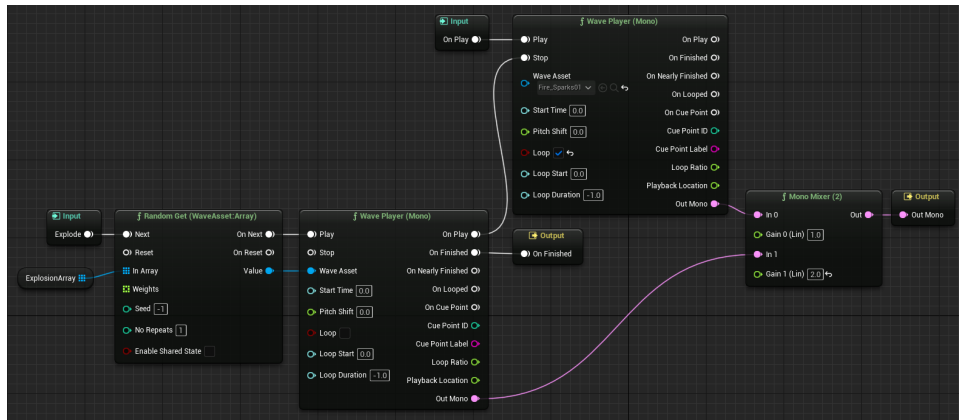 Input
On Play
ƒ Wave Player (Mono)
Play
On Play
Stop
On Finished
Wave Asset
Fire_Sparks01
On Nearly Finished
On Looped
Start Time 0.0
On Cue Point
Pitch Shift 0.0
Cue Point ID
Loop
Cue Point Label
Loop Start 0.0
Loop Ratio
Loop Duration -1.0
Playback Location
Out Mono
Input
Explode
ExplosionArray
ƒ Random Get (WaveAsset:Array)
Next
On Next
Reset
On Reset
In Array
Value
Weights
Seed -1
No Repeats 1
Enable Shared State
ƒ Wave Player (Mono)
Play
On Play
Stop
On Finished
Wave Asset
On Nearly Finished
Start Time 0.0
On Looped
Pitch Shift 0.0
On Cue Point
Loop
Cue Point ID
Loop Start 0.0
Cue Point Label
Loop Duration -1.0
Loop Ratio
Playback Location
Out Mono
Output
On Finished
ƒ Mono Mixer (2)
In 0
Out
Gain 0 (Lin) 1.0
In 1
Gain 1 (Lin) 2.0
Output
Out Mono